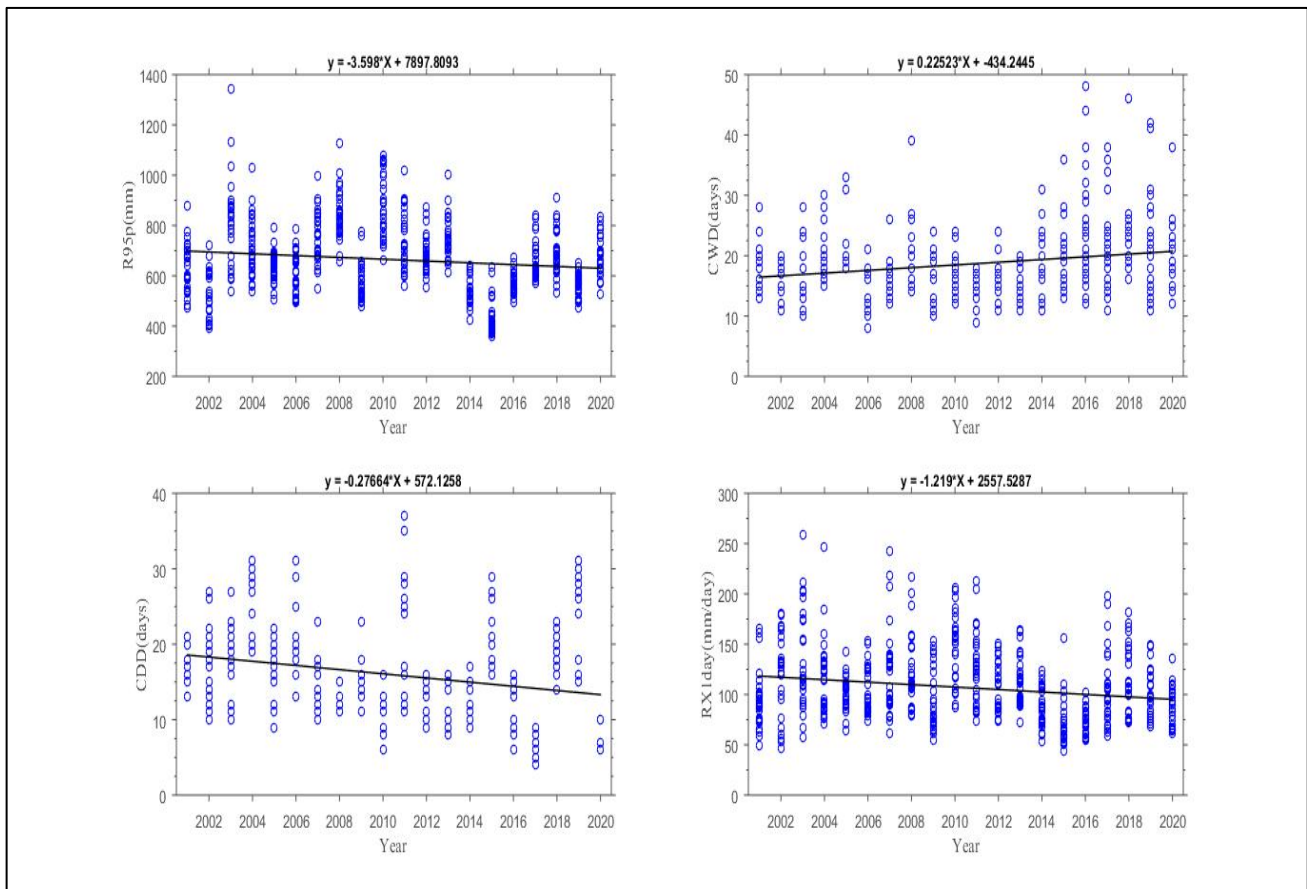 y = -3.598*X + 7897.8093
1400
1200
1000
800
600
400
200
R95p(mm)
2002 2004 2006 2008 2010 2012 2014 2016 2018 2020
Year
y = 0.22523*X + -434.2445
50
40
30
20
10
0
CWD(days)
2002 2004 2006 2008 2010 2012 2014 2016 2018 2020
Year
y = -0.27664*X + 572.1258
40
30
20
10
0
CDD(days)
2002 2004 2006 2008 2010 2012 2014 2016 2018 2020
Year
y = -1.219*X + 2557.5287
300
250
200
150
100
50
0
RX1day(mm/day)
2002 2004 2006 2008 2010 2012 2014 2016 2018 2020
Year